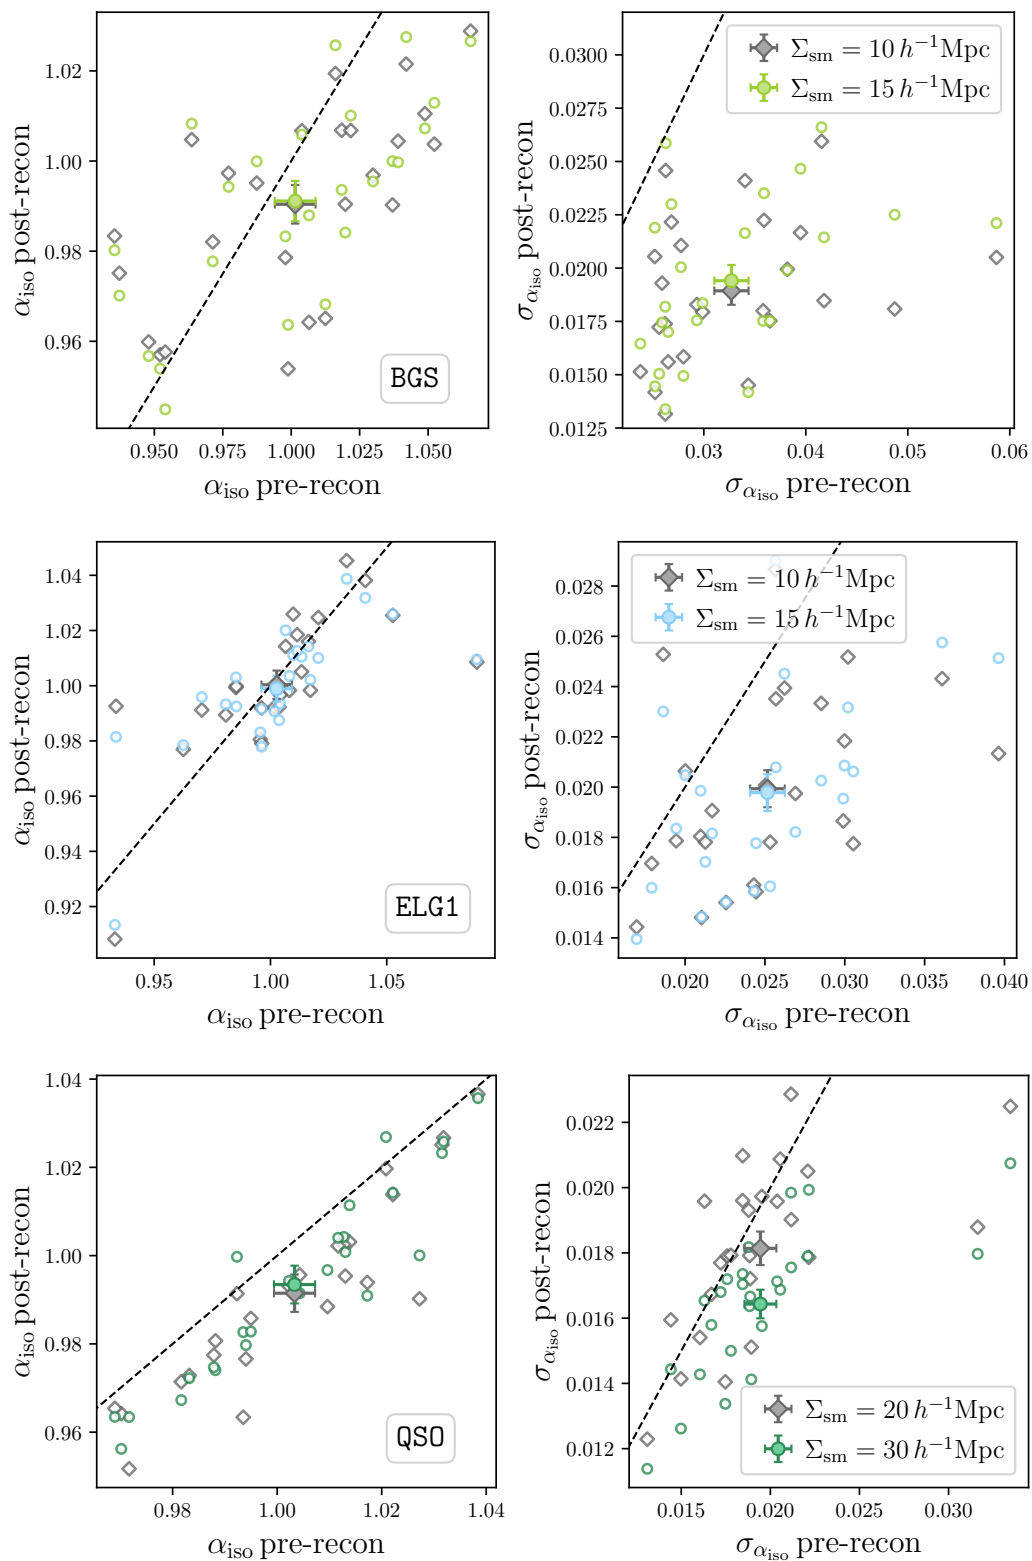 α_iso post-recon
1.02
1.00
0.98
0.96
0.950 0.975 1.000 1.025 1.050
α_iso pre-recon
BGS
σ_α_iso post-recon
0.0300
0.0275
0.0250
0.0225
0.0200
0.0175
0.0150
0.0125
0.03 0.04 0.05 0.06
σ_α_iso pre-recon
Σ_sm = 10 h⁻¹Mpc
Σ_sm = 15 h⁻¹Mpc
α_iso post-recon
1.04
1.02
1.00
0.98
0.96
0.94
0.92
0.95 1.00 1.05
α_iso pre-recon
ELG1
σ_α_iso post-recon
0.028
0.026
0.024
0.022
0.020
0.018
0.016
0.014
0.020 0.025 0.030 0.035 0.040
σ_α_iso pre-recon
Σ_sm = 10 h⁻¹Mpc
Σ_sm = 15 h⁻¹Mpc
α_iso post-recon
1.04
1.02
1.00
0.98
0.96
0.98 1.00 1.02 1.04
α_iso pre-recon
QSO
σ_α_iso post-recon
0.022
0.020
0.018
0.016
0.014
0.012
0.015 0.020 0.025 0.030
σ_α_iso pre-recon
Σ_sm = 20 h⁻¹Mpc
Σ_sm = 30 h⁻¹Mpc